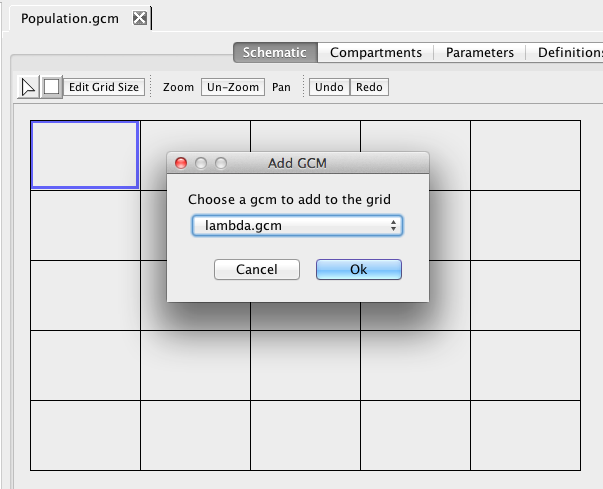 Population.gcm
Schematic Compartments Parameters Definitions
Edit Grid Size Zoom Un-Zoom Pan Undo Redo
Add GCM
Choose a gcm to add to the grid
lambda.gcm
Cancel Ok